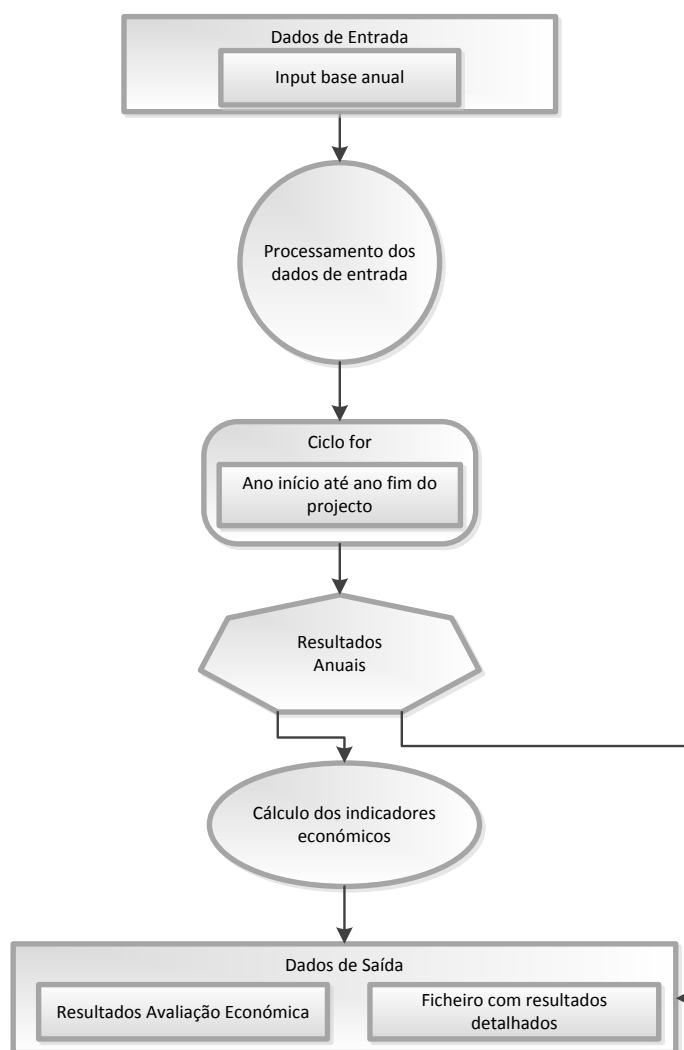 Dados de Entrada
Input base anual
Processamento dos
dados de entrada
Ciclo for
Ano início até ano fim do
projecto
Resultados
Anuais
Cálculo dos indicadores
económicos
Dados de Saída
Resultados Avaliação Económica
Ficheiro com resultados
detalhados